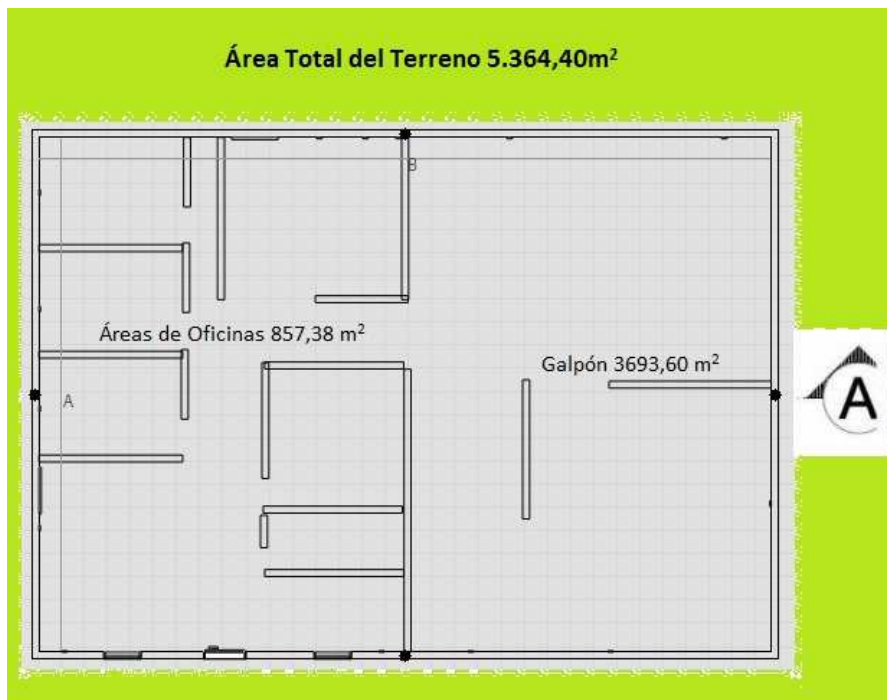 Área Total del Terreno 5.364,40m²
B
Áreas de Oficinas 857,38 m²
Galpón 3693,60 m²
A
A